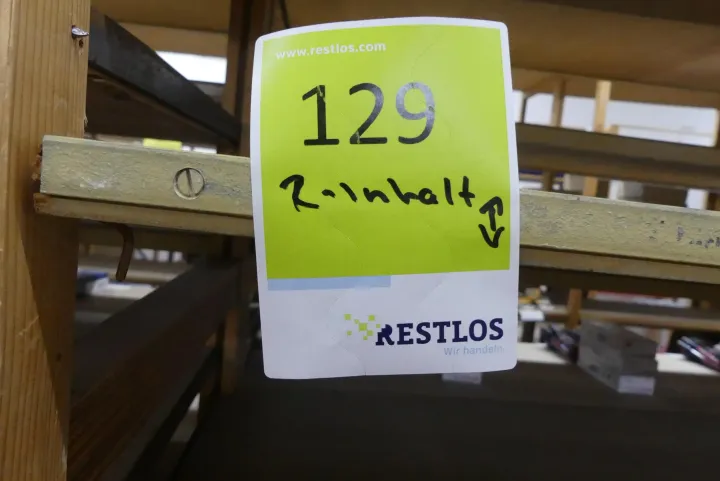 www.restlos.com
129
R-Inhalt
RESTLOS
Wir handeln